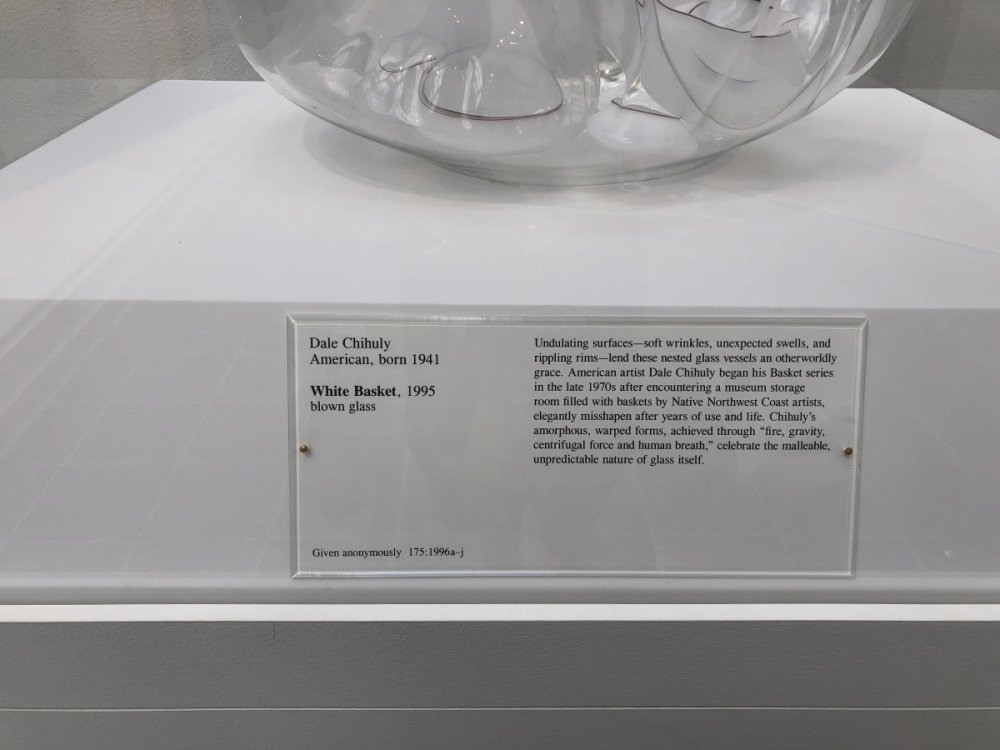 Dale Chihuly
American, born 1941
White Basket, 1995
blown glass
Undulating surfaces—soft wrinkles, unexpected swells, and
rippling rims—lend these nested glass vessels an otherworldly
grace. American artist Dale Chihuly began his Basket series
in the late 1970s after encountering a museum storage
room filled with baskets by Native Northwest Coast artists,
elegantly misshapen after years of use and life. Chihuly's
amorphous, warped forms, achieved through “fire, gravity,
centrifugal force and human breath,” celebrate the malleable,
unpredictable nature of glass itself.
Given anonymously 175:1996a–j